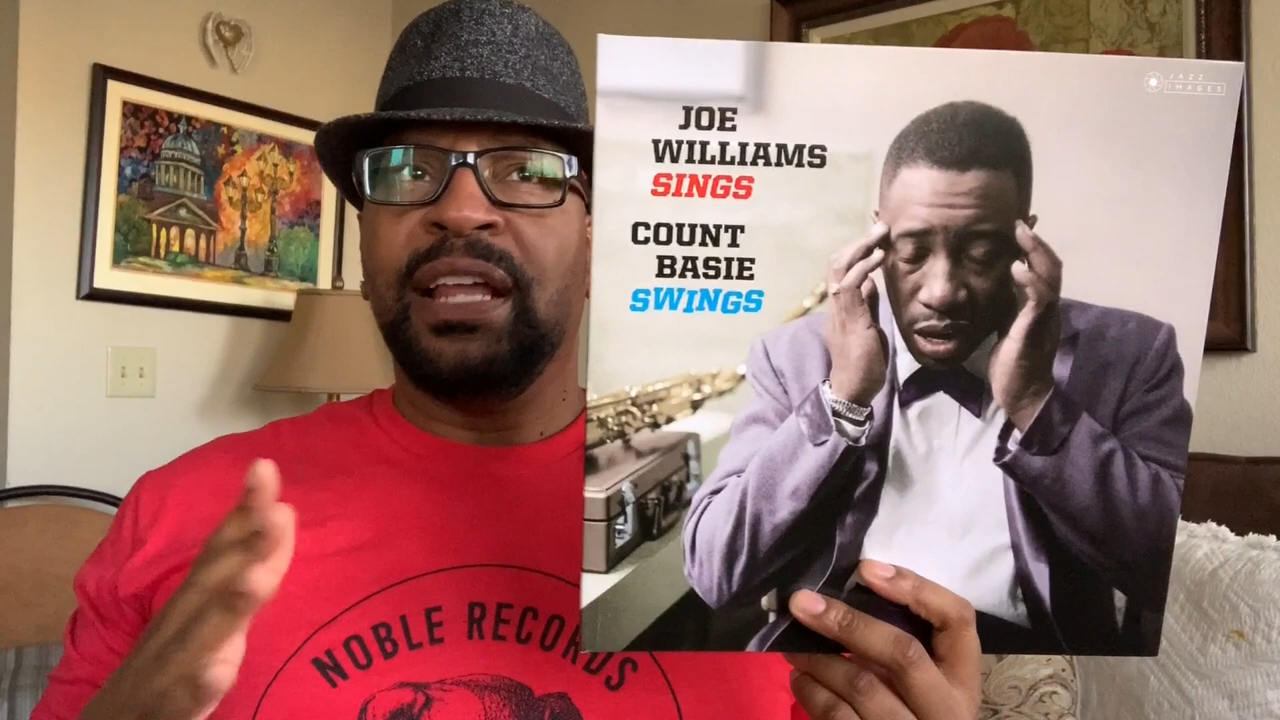 JAZZ
IMAGES
JOE
WILLIAMS
SINGS
COUNT
BASIE
SWINGS
NOBLE RECORDS